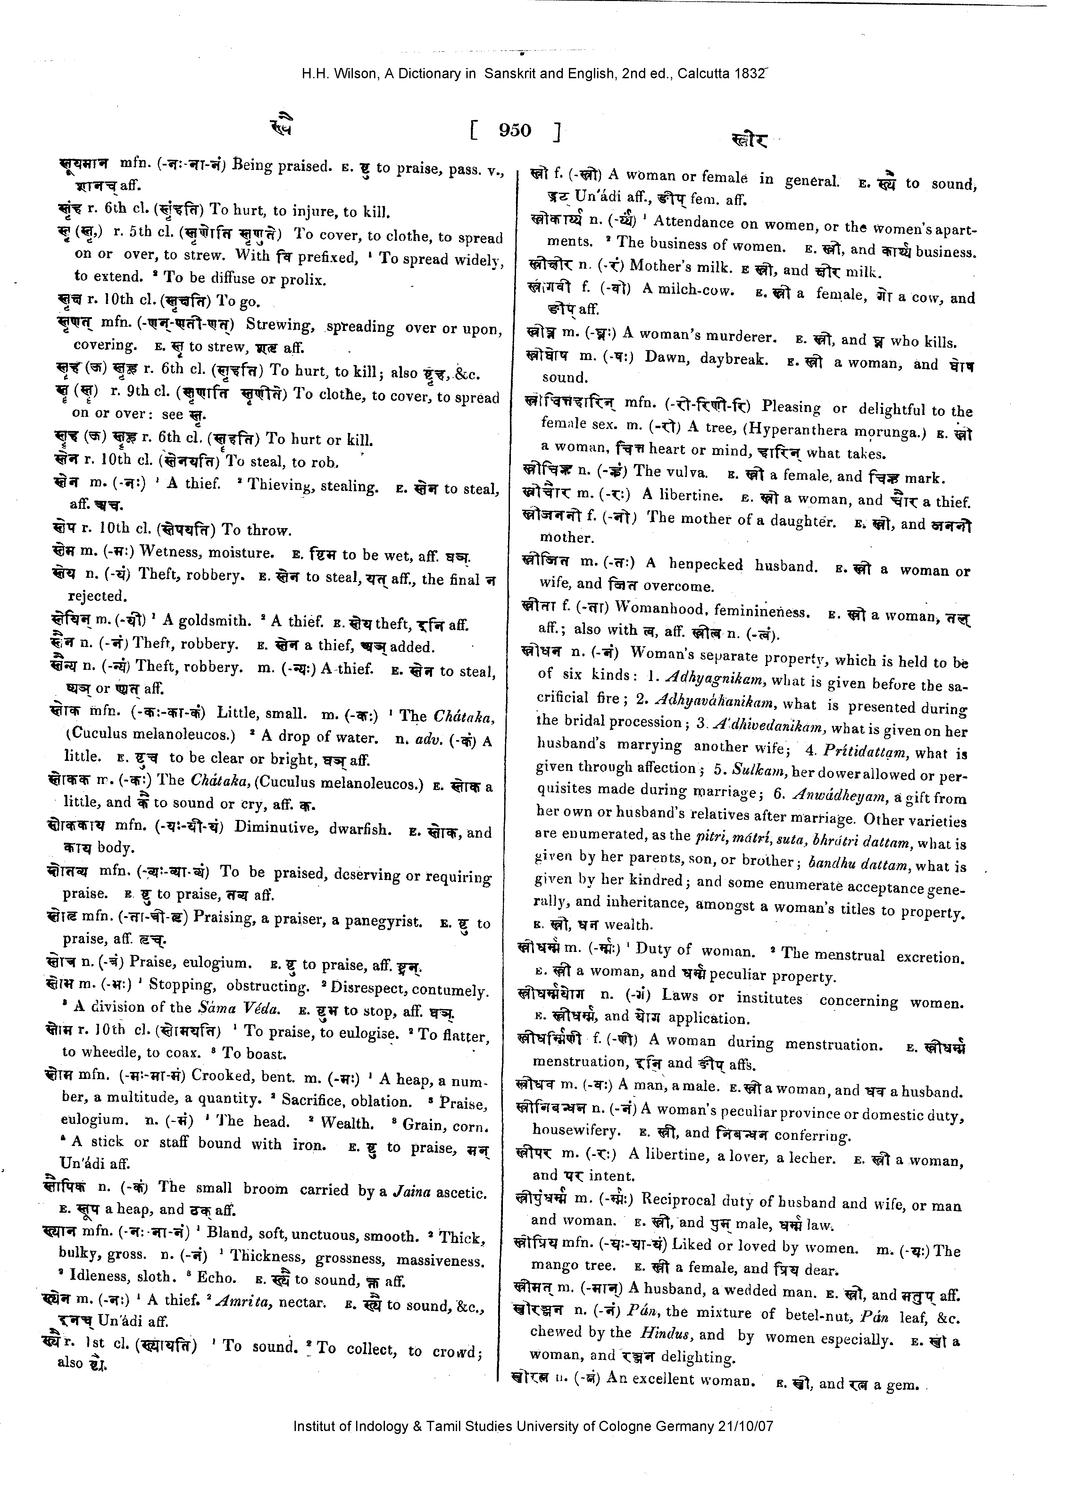 H.H. Wilson, A Dictionary in Sanskrit and English, 2nd ed., Calcutta 1832
स्त्यै
[ 950 ]
स्त्रीर
स्तूयमान mfn. (-नः-ना-नं) Being praised. E. ष्टु to praise, pass. v.,
शानच् aff.
स्तृंह r. 6th cl. (स्तृंहति) To hurt, to injure, to kill.
स्तृ (स्तृ,) r. 5th cl. (स्तृणोति स्तृणुते) To cover, to clothe, to spread
on or over, to strew. With वि prefixed, ¹ To spread widely,
to extend. ² To be diffuse or prolix.
स्तृच r. 10th cl. (स्तृचति) To go.
स्तृणत् mfn. (-णन्-णती-णत्) Strewing, spreading over or upon,
covering. E. स्तृ to strew, शतृ aff.
स्तृह (ऊ) स्तृहू r. 6th cl. (स्तृहति) To hurt, to kill; also ष्टृह, &c.
स्तॄ (स्तॄ) r. 9th cl. (स्तृणाति स्तृणीते) To clothe, to cover, to spread
on or over: see स्तृ.
स्तॄह (ऊ) स्तॄहू r. 6th cl. (स्तॄहति) To hurt or kill.
स्तेन r. 10th cl. (स्तेनयति) To steal, to rob.
स्तेन m. (-नः) ¹ A thief. ² Thieving, stealing. E. स्तेन to steal,
aff. अच्.
स्तेप r. 10th cl. (स्तेपयति) To throw.
स्तेम m. (-मः) Wetness, moisture. E. ष्टिम to be wet, aff. घञ्.
स्तेय n. (-यं) Theft, robbery. E. स्तेन to steal, यत् aff., the final न
rejected.
स्तेयिन् m. (-यी) ¹ A goldsmith. ² A thief. E. स्तेय theft, इनि aff.
स्तैन n. (-नं) Theft, robbery. E. स्तेन a thief, अञ् added.
स्तैन्य n. (-न्यं) Theft, robbery. m. (-न्यः) A thief. E. स्तेन to steal,
ष्यञ् or ण्यत् aff.
स्तोक mfn. (-कः-का-कं) Little, small. m. (-कः) ¹ The Chátaka,
(Cuculus melanoleucos.) ² A drop of water. n. adv. (-कं) A
little. E. ष्टुच to be clear or bright, घञ् aff.
स्तोकक m. (-कः) The Chátaka, (Cuculus melanoleucos.) E. स्तोक a
little, and कै to sound or cry, aff. क.
स्तोककाय mfn. (-यः-यी-यं) Diminutive, dwarfish. E. स्तोक, and
काय body.
स्तोतव्य mfn. (-व्यः-व्या-व्यं) To be praised, deserving or requiring
praise. E. ष्टु to praise, तव्य aff.
स्तोतृ mfn. (-ता-त्री-तृ) Praising, a praiser, a panegyrist. E. ष्टु to
praise, aff. तृच्.
स्तोत्र n. (-त्रं) Praise, eulogium. E. ष्टु to praise, aff. ष्ट्रन्.
स्तोभ m. (-भः) ¹ Stopping, obstructing. ² Disrespect, contumely.
³ A division of the Sáma Véda. E. ष्टुभ to stop, aff. घञ्.
स्तोम r. 10th cl. (स्तोमयति) ¹ To praise, to eulogise. ² To flatter,
to wheedle, to coax. ³ To boast.
स्तोम mfn. (-मः-मा-मं) Crooked, bent. m. (-मः) ¹ A heap, a num-
ber, a multitude, a quantity. ² Sacrifice, oblation. ³ Praise,
eulogium. n. (-मं) ¹ The head. ² Wealth. ³ Grain, corn.
⁴ A stick or staff bound with iron. E. ष्टु to praise, मन्
Un'ádi aff.
स्तौपिकं n. (-कं) The small broom carried by a Jaina ascetic.
E. स्तूप a heap, and ठक् aff.
स्त्यान mfn. (-नः-ना-नं) ¹ Bland, soft, unctuous, smooth. ² Thick,
bulky, gross. n. (-नं) ¹ Thickness, grossness, massiveness.
² Idleness, sloth. ³ Echo. E. स्त्यै to sound, क्त aff.
स्त्येन m. (-नः) ¹ A thief. ² Amrita, nectar. E. स्त्यै to sound, &c.,
इनच् Un'ádi aff.
स्त्यै r. 1st cl. (स्त्यायति) ¹ To sound. ² To collect, to crowd;
also ष्ट्यै.
स्त्री f. (-स्त्री) A woman or female in general. E. स्त्यै to sound,
ड्रट् Un'ádi aff., ङीप् fem. aff.
स्त्रीकार्य्य n. (-र्य्यं) ¹ Attendance on women, or the women's apart-
ments. ² The business of women. E. स्त्री, and कार्य्य business.
स्त्रीक्षीर n. (-रं) Mother's milk. E स्त्री, and क्षीर milk.
स्त्रीगवी f. (-वी) A milch-cow. E. स्त्री a female, गो a cow, and
ङीप् aff.
स्त्रीघ्न m. (-घ्नः) A woman's murderer. E. स्त्री, and घ्न who kills.
स्त्रीघोष m. (-षः) Dawn, daybreak. E. स्त्री a woman, and घोष
sound.
स्त्रीचित्तहारिन् mfn. (-री-रिणी-रि) Pleasing or delightful to the
female sex. m. (-री) A tree, (Hyperanthera morunga.) E. स्त्री
a woman, चित्त heart or mind, हारिन् what takes.
स्त्रीचिह्न n. (-ह्नं) The vulva. E. स्त्री a female, and चिह्न mark.
स्त्रीचौर m. (-रः) A libertine. E. स्त्री a woman, and चौर a thief.
स्त्रीजननी f. (-नी) The mother of a daughter. E. स्त्री, and जननी
mother.
स्त्रीजित m. (-तः) A henpecked husband. E. स्त्री a woman or
wife, and जित overcome.
स्त्रीता f. (-ता) Womanhood, feminineness. E. स्त्री a woman, तल्
aff.; also with त्व, aff. स्त्रीत्व n. (-त्वं).
स्त्रीधन n. (-नं) Woman's separate property, which is held to be
of six kinds: 1. Adhyagnikam, what is given before the sa-
crificial fire; 2. Adhyaváhanikam, what is presented during
the bridal procession; 3. A'dhivedanikam, what is given on her
husband's marrying another wife; 4. Prítidattam, what is
given through affection; 5. Sulkam, her dower allowed or per-
quisites made during marriage; 6. Anwádheyam, a gift from
her own or husband's relatives after marriage. Other varieties
are enumerated, as the pitri, mátri, suta, bhrátri dattam, what is
given by her parents, son, or brother; bandhu dattam, what is
given by her kindred; and some enumerate acceptance gene-
rally, and inheritance, amongst a woman's titles to property.
E. स्त्री, धन wealth.
स्त्रीधर्म्म m. (-र्म्मः) ¹ Duty of woman. ² The menstrual excretion.
E. स्त्री a woman, and धर्म्म peculiar property.
स्त्रीधर्म्मयोग n. (-गं) Laws or institutes concerning women.
E. स्त्रीधर्म्म, and योग application.
स्त्रीधर्म्मिणी f. (-णी) A woman during menstruation. E. स्त्रीधर्म्म
menstruation, इनि and ङीप् affs.
स्त्रीधव m. (-वः) A man, a male. E. स्त्री a woman, and धव a husband.
स्त्रीनिबन्धन n. (-नं) A woman's peculiar province or domestic duty,
housewifery. E. स्त्री, and निबन्धन conferring.
स्त्रीपर m. (-रः) A libertine, a lover, a lecher. E. स्त्री a woman,
and पर intent.
स्त्रीपुंधर्म्म m. (-र्म्मः) Reciprocal duty of husband and wife, or man
and woman. E. स्त्री, and पुम् male, धर्म्म law.
स्त्रीप्रिय mfn. (-यः-या-यं) Liked or loved by women. m. (-यः) The
mango tree. E. स्त्री a female, and प्रिय dear.
स्त्रीमत् m. (-मान्) A husband, a wedded man. E. स्त्री, and मतुप् aff.
स्त्रीरञ्जन n. (-नं) Pán, the mixture of betel-nut, Pán leaf, &c.
chewed by the Hindus, and by women especially. E. स्त्री a
woman, and रञ्जन delighting.
स्त्रीरत्न n. (-त्नं) An excellent woman. E. स्त्री, and रत्न a gem.
Institut of Indology & Tamil Studies University of Cologne Germany 21/10/07